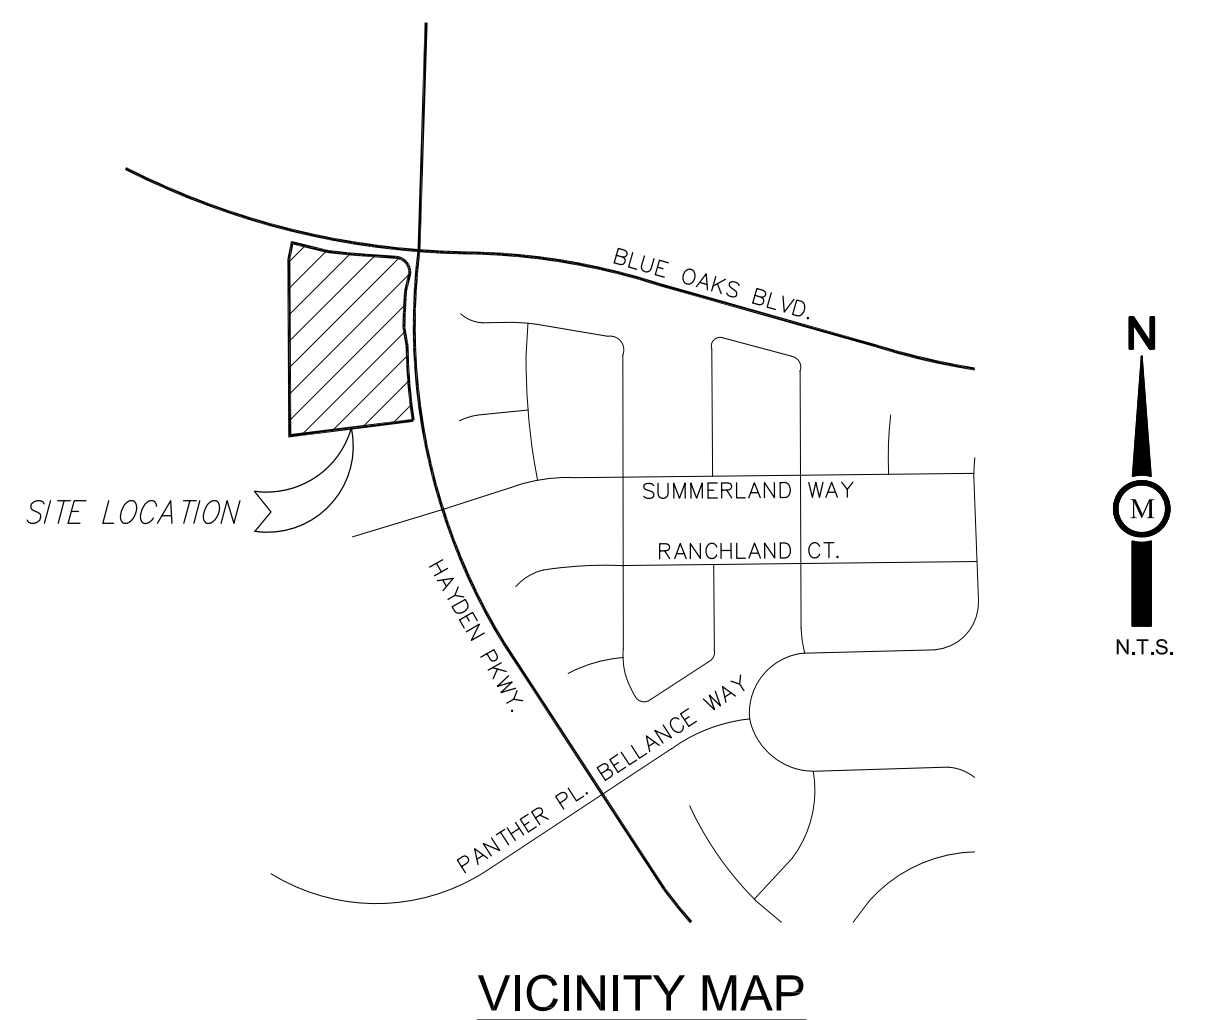 BLUE OAKS BLVD.
N
SUMMERLAND WAY
SITE LOCATION
M
RANCHLAND CT.
HAYDEN PKWY.
N.T.S.
BELLANCE WAY
PANTHER PL.
VICINITY MAP